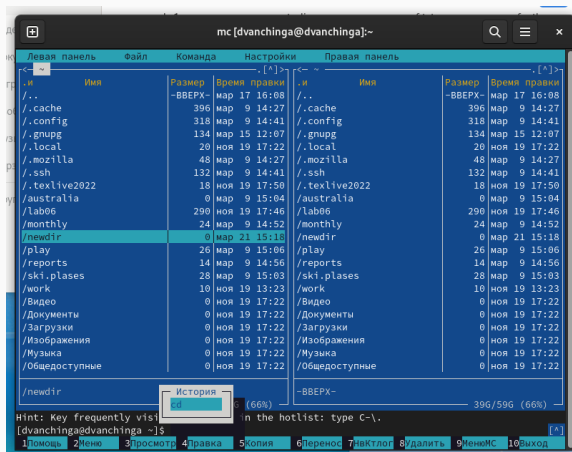 mc [dvanchinga@dvanchinga]:~
Левая панель Файл Команда Настройки Правая панель
<— ~ .[^]> <— ~ .[^]>
.и Имя Размер Время правки .и Имя Размер Время правки
/.. -ВВЕРХ- мар 17 16:08 /.. -ВВЕРХ- мар 17 16:08
/.cache 396 мар 9 14:27 /.cache 396 мар 9 14:27
/.config 318 мар 9 14:41 /.config 318 мар 9 14:41
/.gnupg 134 мар 15 12:07 /.gnupg 134 мар 15 12:07
/.local 20 ноя 19 17:22 /.local 20 ноя 19 17:22
/.mozilla 48 мар 9 14:27 /.mozilla 48 мар 9 14:27
/.ssh 132 мар 9 14:41 /.ssh 132 мар 9 14:41
/.texlive2022 18 ноя 19 17:50 /.texlive2022 18 ноя 19 17:50
/australia 0 мар 9 15:04 /australia 0 мар 9 15:04
/lab06 290 ноя 19 17:46 /lab06 290 ноя 19 17:46
/monthly 24 мар 9 14:52 /monthly 24 мар 9 14:52
/newdir 0 мар 21 15:18 /newdir 0 мар 21 15:18
/play 26 мар 9 15:06 /play 26 мар 9 15:06
/reports 14 мар 9 14:56 /reports 14 мар 9 14:56
/ski.plases 28 мар 9 15:03 /ski.plases 28 мар 9 15:03
/work 10 ноя 19 13:23 /work 10 ноя 19 13:23
/Видео 0 ноя 19 17:22 /Видео 0 ноя 19 17:22
/Документы 0 ноя 19 17:22 /Документы 0 ноя 19 17:22
/Загрузки 0 ноя 19 17:22 /Загрузки 0 ноя 19 17:22
/Изображения 0 ноя 19 17:22 /Изображения 0 ноя 19 17:22
/Музыка 0 ноя 19 17:22 /Музыка 0 ноя 19 17:22
/Общедоступные 0 ноя 19 17:22 /Общедоступные 0 ноя 19 17:22
/newdir -ВВЕРХ-
История
cd
G (66%) 39G/59G (66%)
Hint: Key frequently visi in the hotlist: type C-\.
[dvanchinga@dvanchinga ~]$ [^]
1Помощь 2Меню 3Просмотр 4Правка 5Копия 6Перенос 7НвКтлог 8Удалить 9МенюMC 10Выход